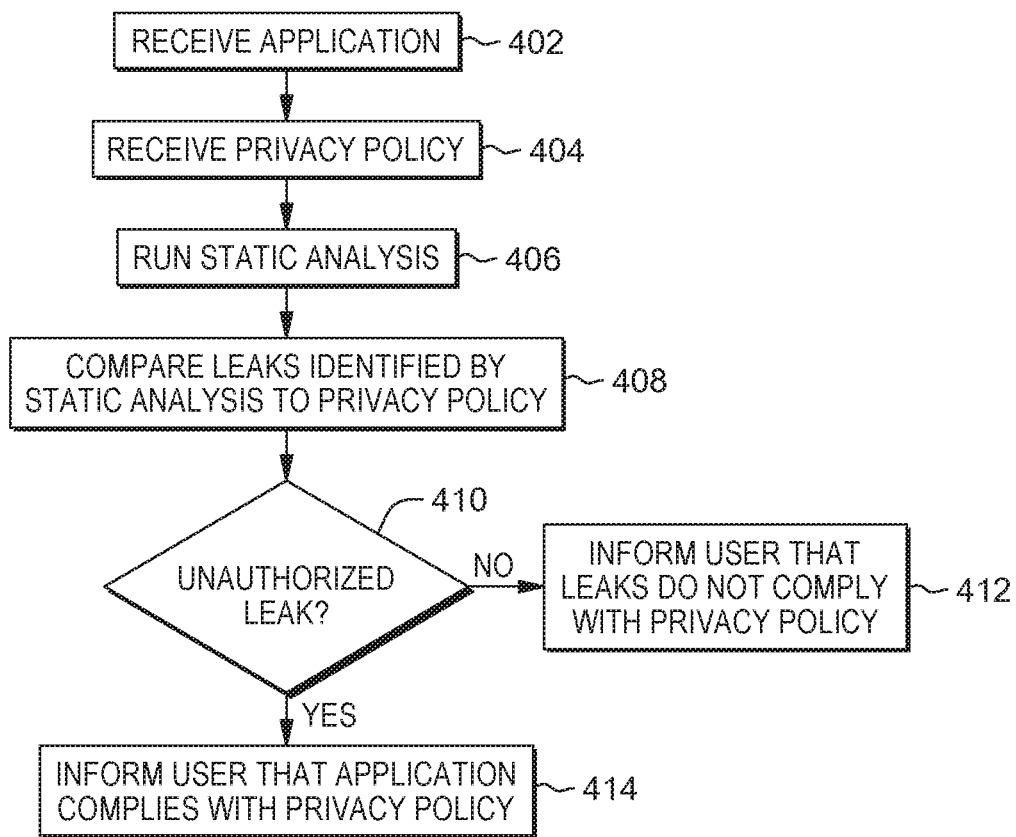 RECEIVE APPLICATION
402
RECEIVE PRIVACY POLICY
404
RUN STATIC ANALYSIS
406
COMPARE LEAKS IDENTIFIED BY
STATIC ANALYSIS TO PRIVACY POLICY
408
410
UNAUTHORIZED
LEAK?
NO
INFORM USER THAT
LEAKS DO NOT COMPLY
WITH PRIVACY POLICY
412
YES
INFORM USER THAT APPLICATION
COMPLIES WITH PRIVACY POLICY
414